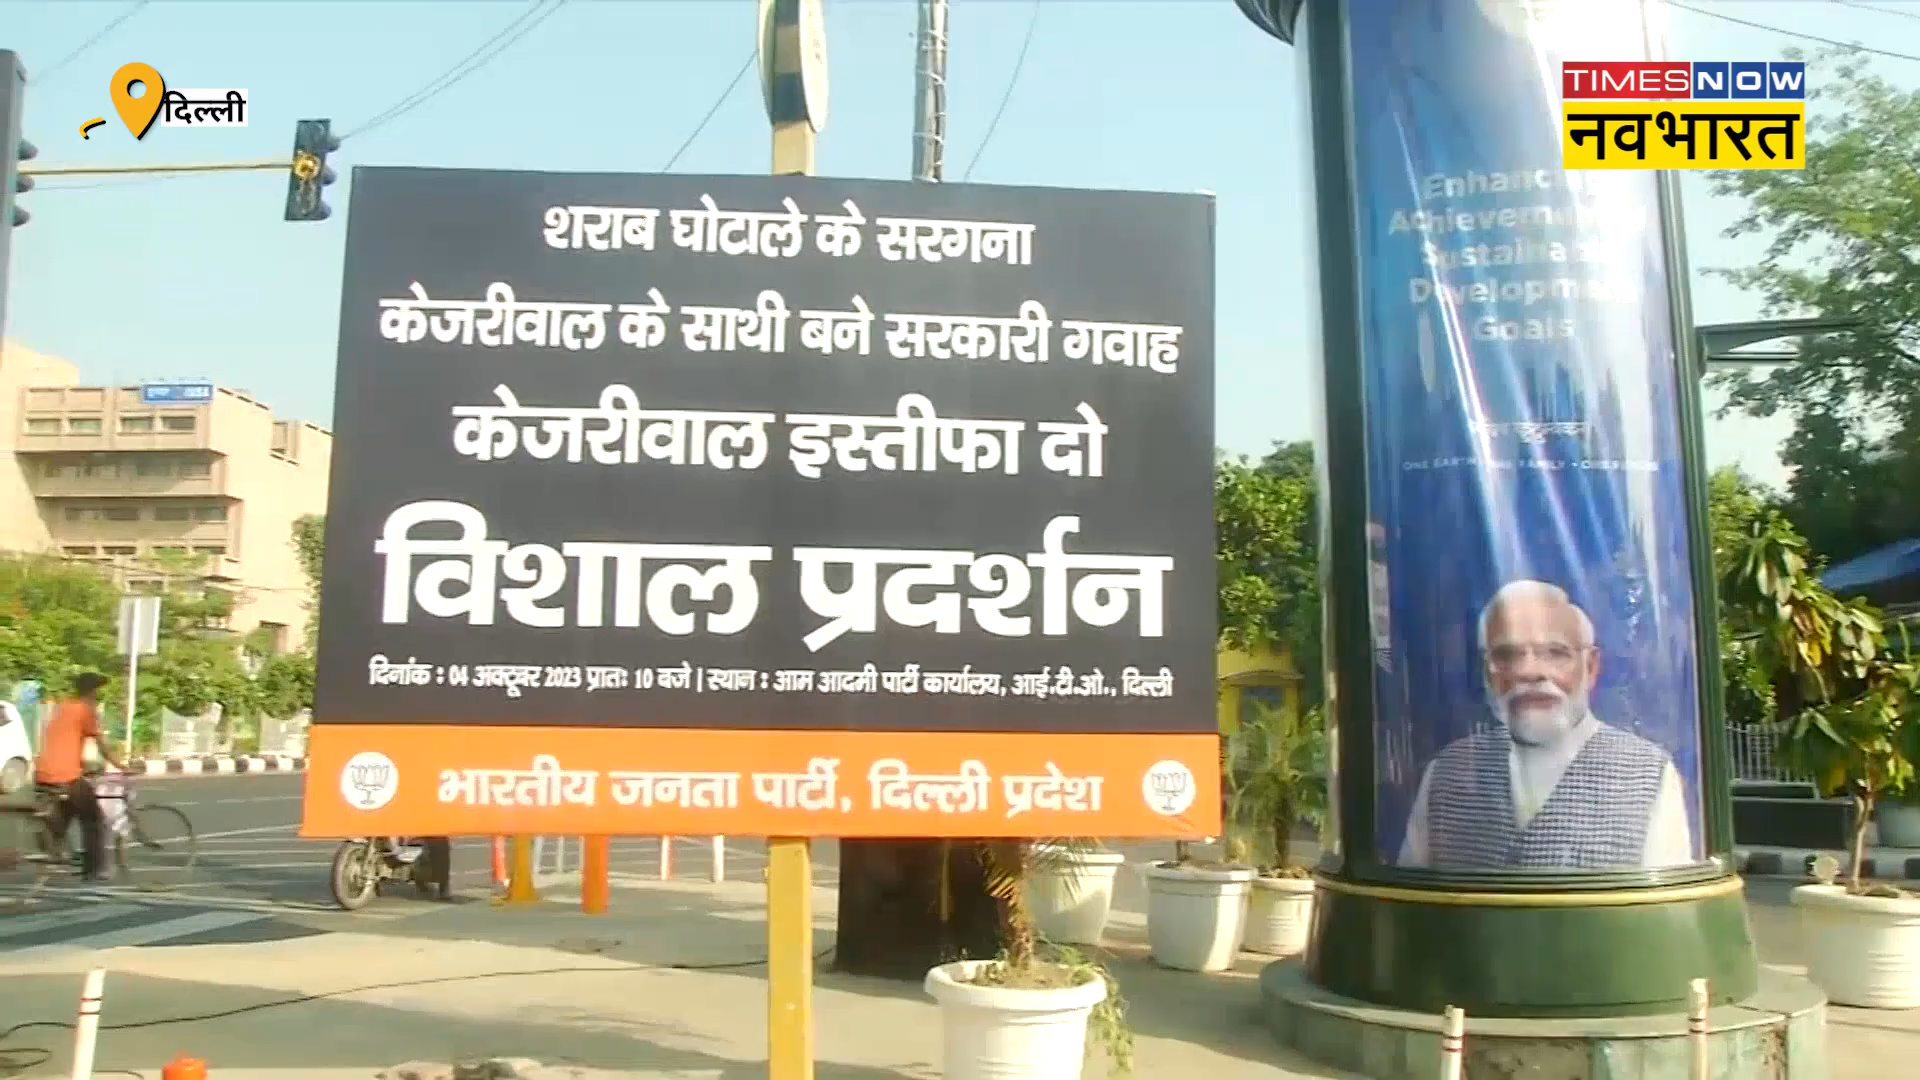 दिल्ली
TIMES NOW
नवभारत
शराब घोटाले के सरगना
केजरीवाल के साथी बने सरकारी गवाह
केजरीवाल इस्तीफा दो
विशाल प्रदर्शन
दिनांक : 04 अक्टूबर 2023 प्रातः 10 बजे | स्थान : आम आदमी पार्टी कार्यालय, आई.टी.ओ., दिल्ली
भारतीय जनता पार्टी, दिल्ली प्रदेश
Goals